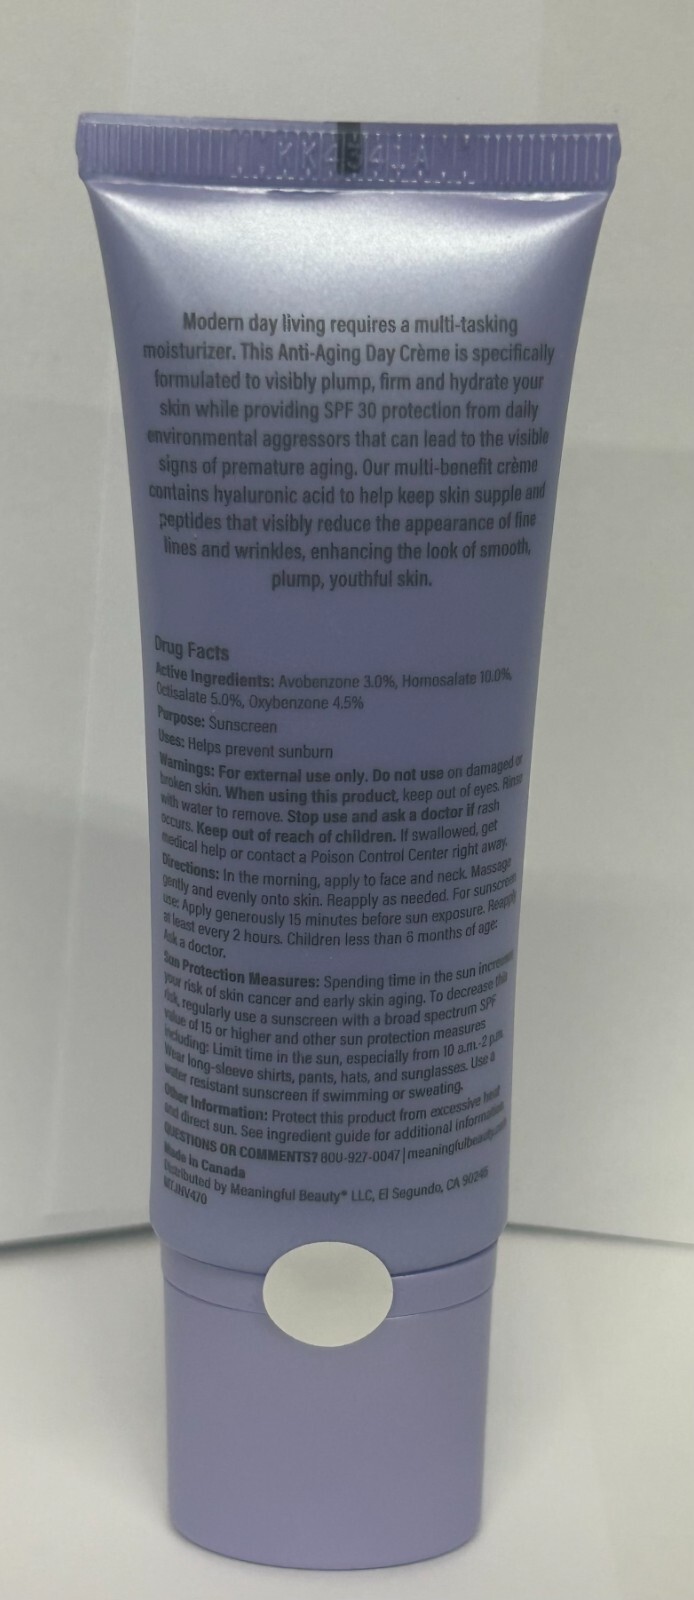 Modern day living requires a multi-tasking
moisturizer. This Anti-Aging Day Crème is specifically
formulated to visibly plump, firm and hydrate your
skin while providing SPF 30 protection from daily
environmental aggressors that can lead to the visible
signs of premature aging. Our multi-benefit crème
contains hyaluronic acid to help keep skin supple and
peptides that visibly reduce the appearance of fine
lines and wrinkles, enhancing the look of smooth,
plump, youthful skin.
Drug Facts
Active Ingredients: Avobenzone 3.0%, Homosalate 10.0%,
Octisalate 5.0%, Oxybenzone 4.5%
Purpose: Sunscreen
Uses: Helps prevent sunburn
Warnings: For external use only. Do not use on damaged or
broken skin. When using this product, keep out of eyes. Rinse
with water to remove. Stop use and ask a doctor if rash
occurs. Keep out of reach of children. If swallowed, get
medical help or contact a Poison Control Center right away.
Directions: In the morning, apply to face and neck. Massage
gently and evenly onto skin. Reapply as needed. For sunscreen
use: Apply generously 15 minutes before sun exposure. Reapply
at least every 2 hours. Children less than 6 months of age:
Ask a doctor.
Sun Protection Measures: Spending time in the sun increases
your risk of skin cancer and early skin aging. To decrease this
risk, regularly use a sunscreen with a broad spectrum SPF
value of 15 or higher and other sun protection measures
including: Limit time in the sun, especially from 10 a.m.-2 p.m.
Wear long-sleeve shirts, pants, hats, and sunglasses. Use a
water resistant sunscreen if swimming or sweating.
Other Information: Protect this product from excessive heat
and direct sun. See ingredient guide for additional information.
QUESTIONS OR COMMENTS? 800-927-0047 | meaningfulbeauty.com
Made in Canada
Distributed by Meaningful Beauty® LLC, El Segundo, CA 90245
MT.JNV470